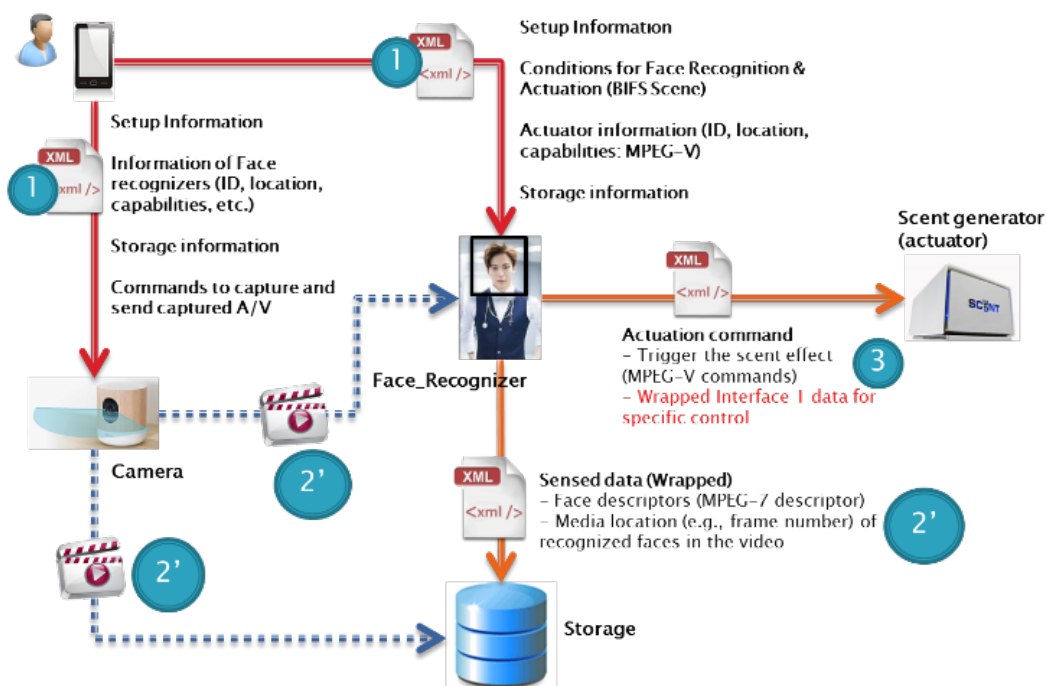 XML
<xml />
1
Setup Information
Conditions for Face Recognition &
Actuation (BIFS Scene)
Actuator information (ID, location,
capabilities: MPEG-V)
Storage information
Setup Information
XML
<xml />
1
Information of Face
recognizers (ID, location,
capabilities, etc.)
Storage information
Commands to capture and
send captured A/V
Scent generator
(actuator)
XML
<xml />
Actuation command
- Trigger the scent effect
(MPEG-V commands)
- Wrapped Interface 1 data for
specific control
3
Face_Recognizer
Camera
2'
XML
<xml />
Sensed data (Wrapped)
- Face descriptors (MPEG-7 descriptor)
- Media location (e.g., frame number) of
recognized faces in the video
2'
2'
Storage